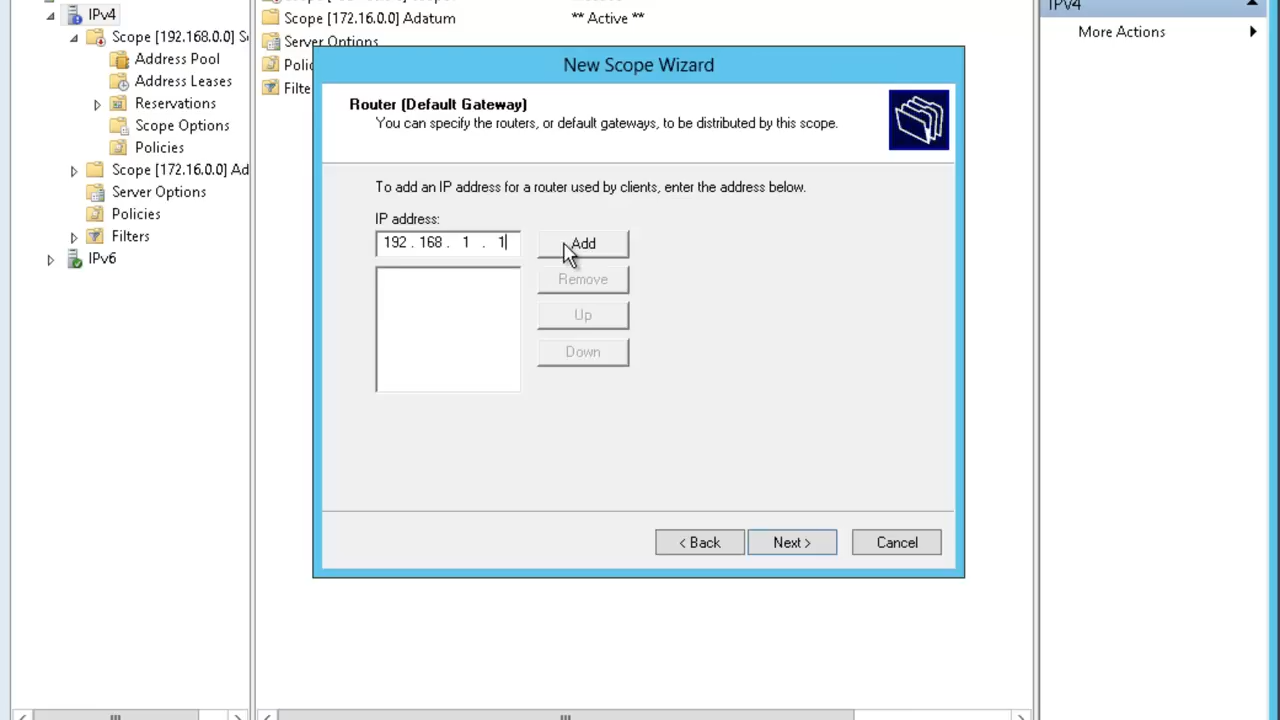 IPv4
Scope [192.168.0.0] S
Address Pool
Address Leases
Reservations
Scope Options
Policies
Scope [172.16.0.0] Ad
Server Options
Policies
Filters
IPv6
Scope [172.16.0.0] Adatum ** Active **
Server Options
Polic
Filte
New Scope Wizard
Router (Default Gateway)
You can specify the routers, or default gateways, to be distributed by this scope.
To add an IP address for a router used by clients, enter the address below.
IP address:
192 . 168 . 1 . 1
Add
Remove
Up
Down
< Back
Next >
Cancel
IPv4
More Actions